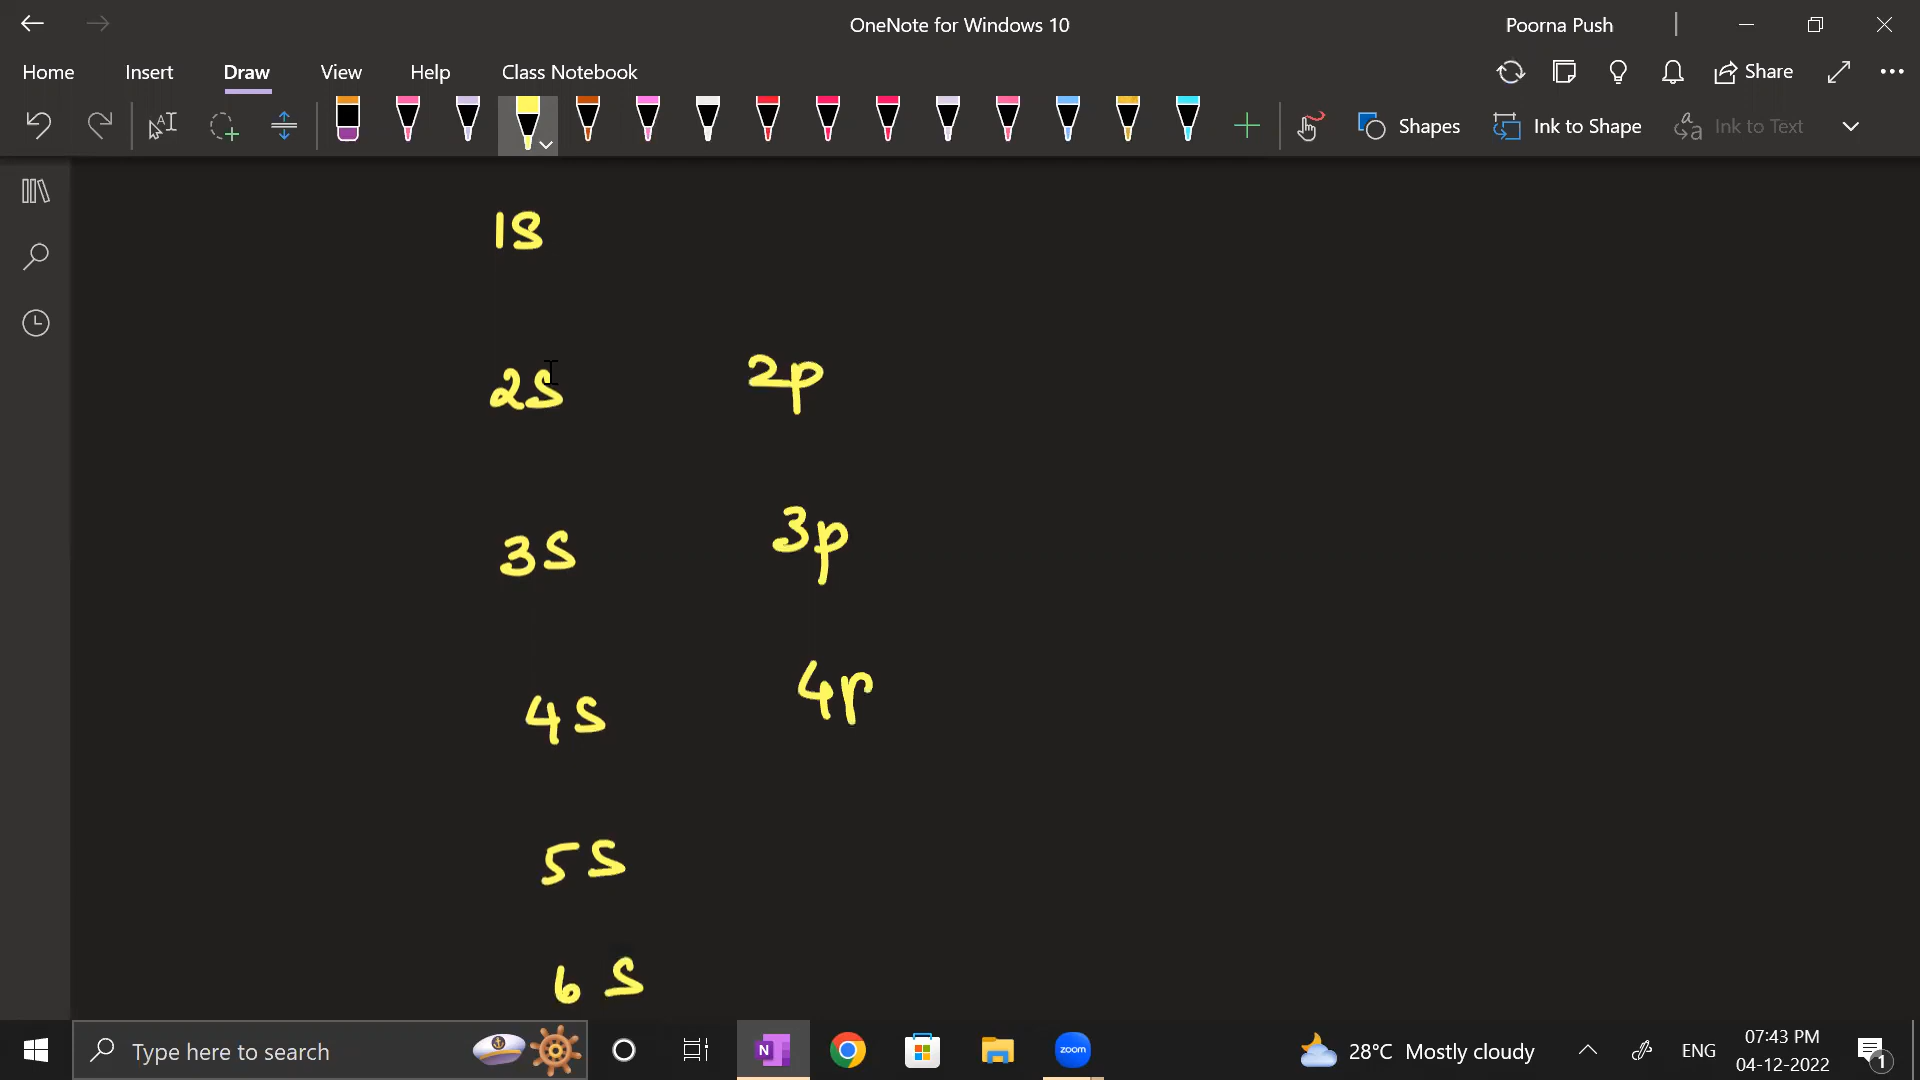 OneNote for Windows 10
Poorna Push
Home Insert Draw View Help Class Notebook
Share
Shapes Ink to Shape Ink to Text
1S
2S 2p
3S 3p
4S 4p
5S
6S
Type here to search
N
zoom
28°C Mostly cloudy
ENG
07:43 PM
04-12-2022
1